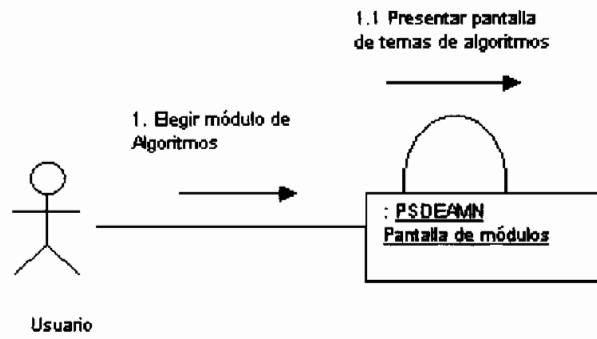 1.1 Presentar pantalla
de temas de algoritmos
1. Elegir módulo de
Algoritmos
: PSDEAMN
Pantalla de módulos
Usuario